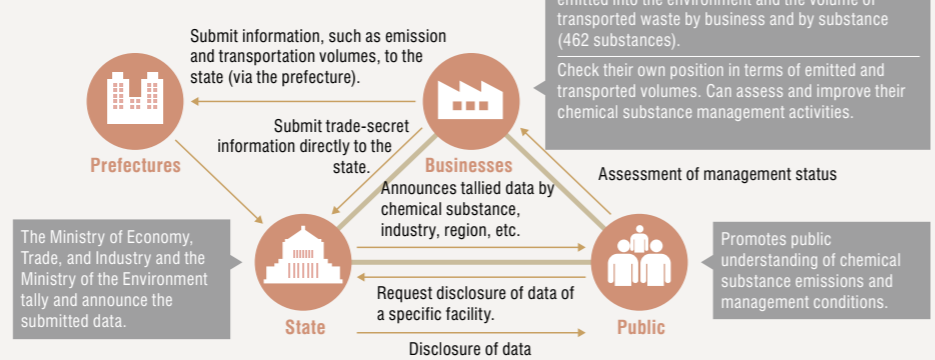 emitted into the environment and the volume of
transported waste by business and by substance
(462 substances).
Check their own position in terms of emitted and
transported volumes. Can assess and improve their
chemical substance management activities.
Submit information, such as emission
and transportation volumes, to the
state (via the prefecture).
Prefectures
Submit trade-secret
information directly to the
state.
Businesses
Assessment of management status
Announces tallied data by
chemical substance,
industry, region, etc.
The Ministry of Economy,
Trade, and Industry and the
Ministry of the Environment
tally and announce the
submitted data.
Promotes public
understanding of chemical
substance emissions and
management conditions.
Request disclosure of data of
a specific facility.
State
Public
Disclosure of data